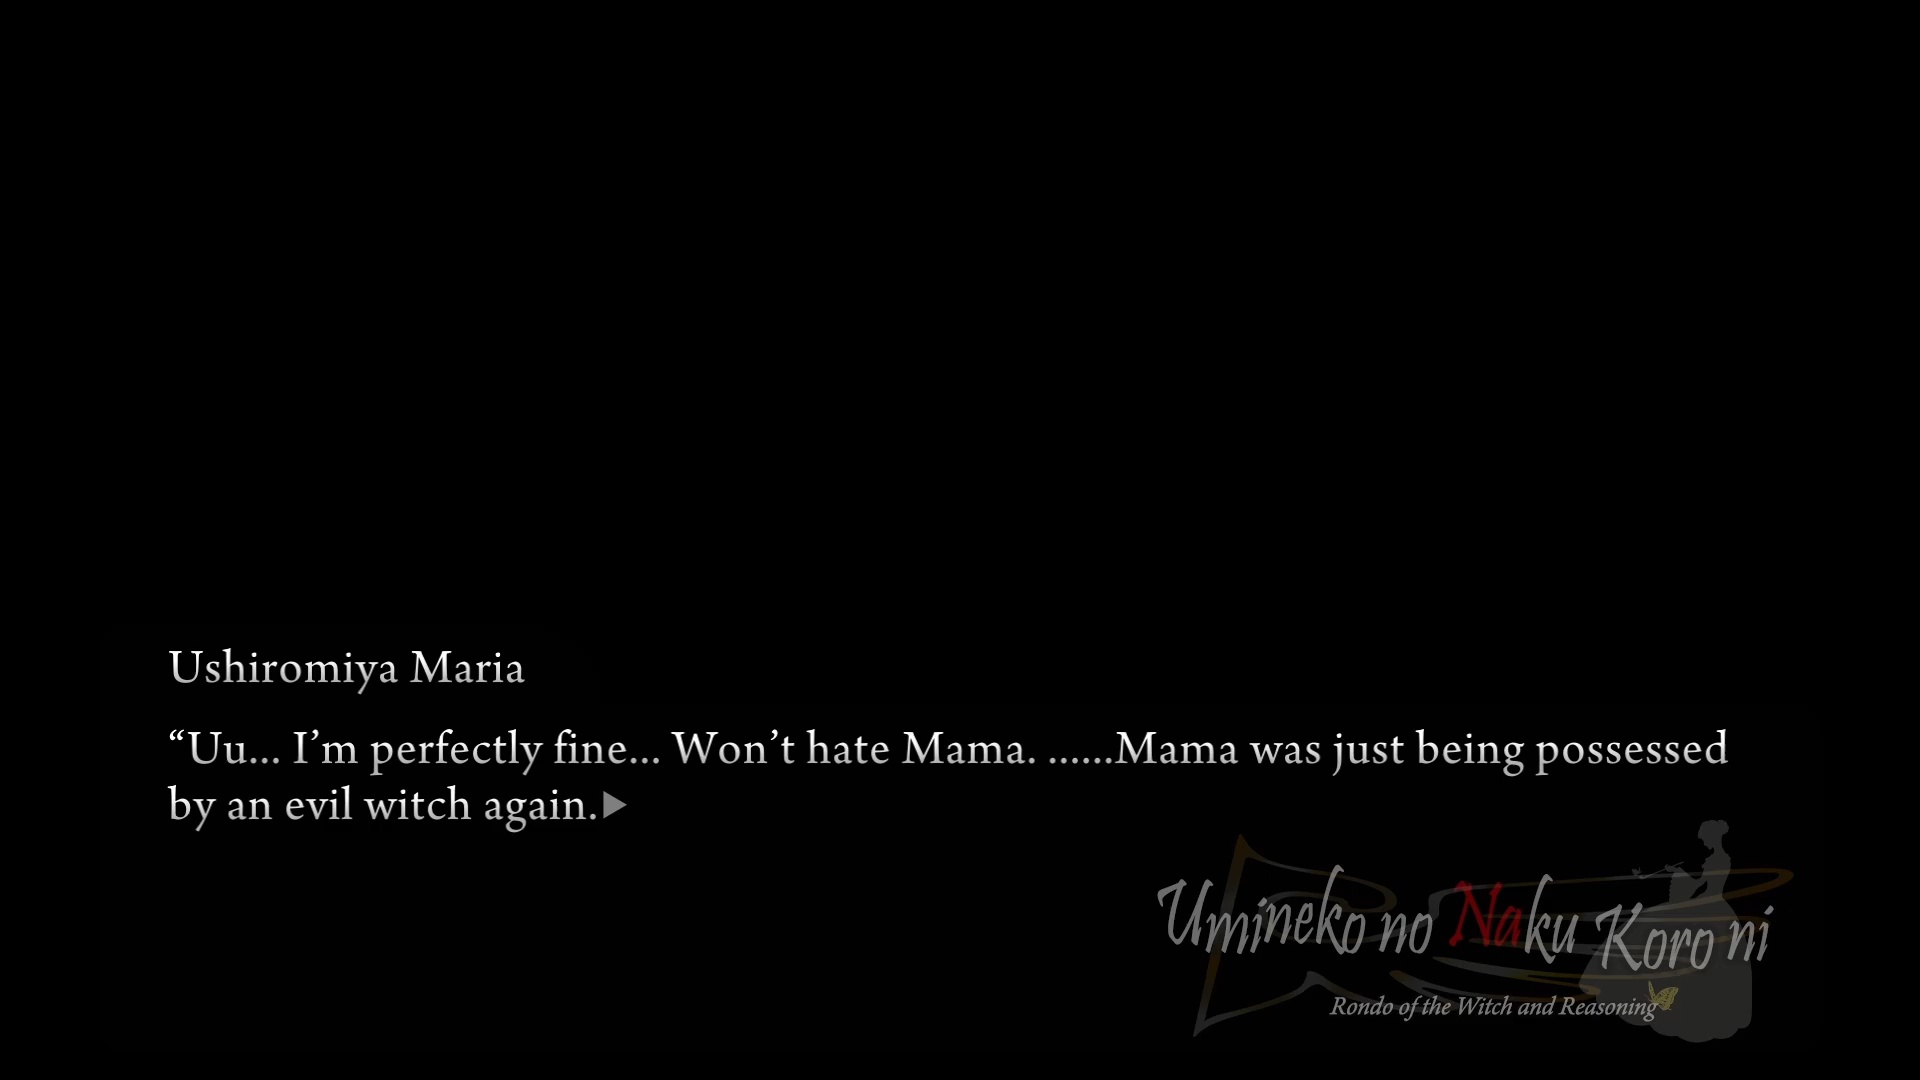 Ushiromiya Maria
“Uu... I’m perfectly fine... Won’t hate Mama. ......Mama was just being possessed
by an evil witch again.
Umineko no Naku Koro ni
Rondo of the Witch and Reasoning